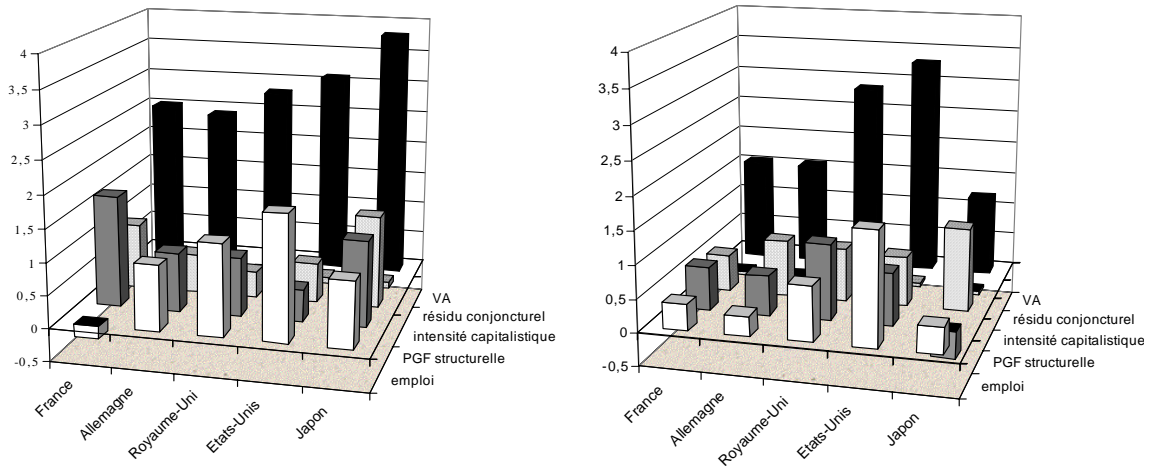 4
3,5
3
2,5
2
1,5
1
0,5
0
-0,5
France
Allemagne
Royaume-Uni
Etats-Unis
Japon
VA
résidu conjoncturel
intensité capitalistique
PGF structurelle
emploi
4
3,5
3
2,5
2
1,5
1
0,5
0
-0,5
France
Allemagne
Royaume-Uni
Etats-Unis
Japon
VA
résidu conjoncturel
intensité capitalistique
PGF structurelle
emploi